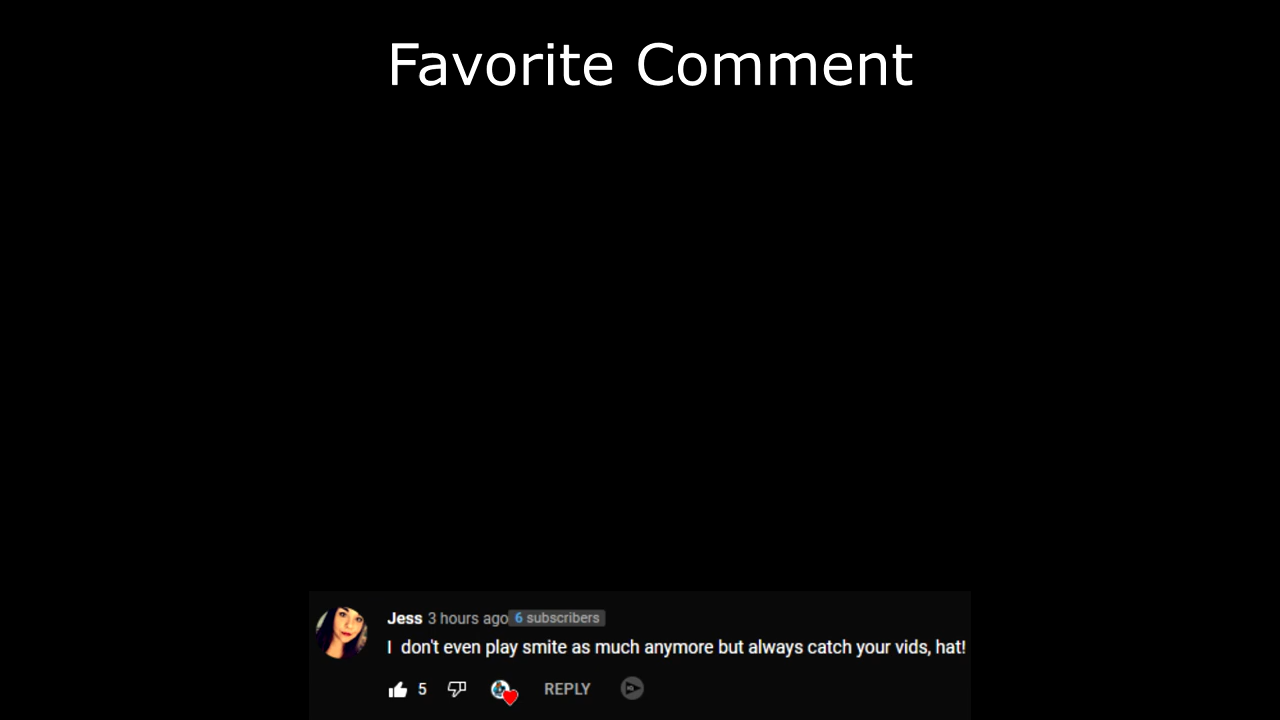 Favorite Comment
Jess 3 hours ago 6 subscribers
I don't even play smite as much anymore but always catch your vids, hat!
5 REPLY